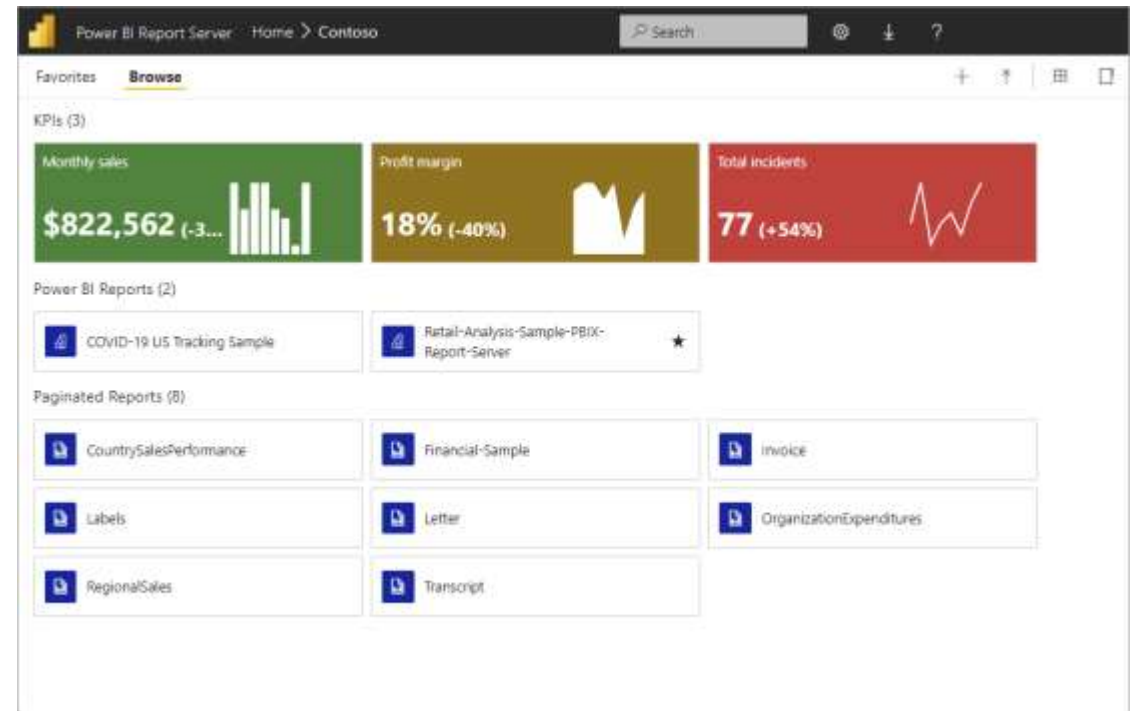 Power BI Report Server Home > Contoso
Search
?
Favorites Browse
KPIs (3)
Monthly sales
$822,562 (-3...
Profit margin
18% (-40%)
Total incidents
77 (+54%)
Power BI Reports (2)
COVID-19 US Tracking Sample
Retail-Analysis-Sample-PBIX-
Report-Server
Paginated Reports (8)
CountrySalesPerformance
Financial-Sample
Invoice
Labels
Letter
OrganizationExpenditures
RegionalSales
Transcript